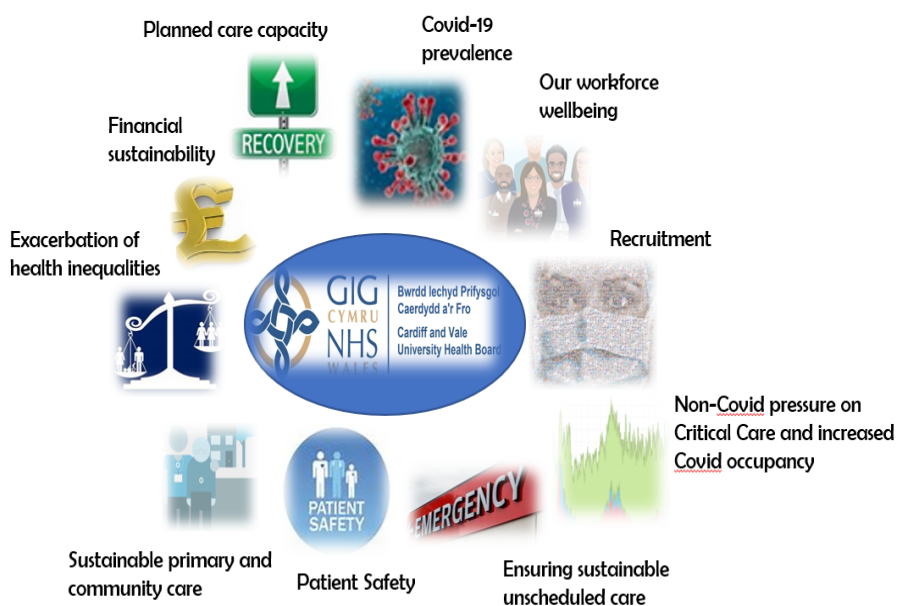 Planned care capacity
Covid-19
prevalence
Our workforce
wellbeing
Financial
sustainability
RECOVERY
Exacerbation of
health inequalities
Recruitment
GIG
CYMRU
NHS
WALES
Bwrdd Iechyd Prifysgol
Caerdydd a'r Fro
Cardiff and Vale
University Health Board
Non-Covid pressure on
Critical Care and increased
Covid occupancy
PATIENT
SAFETY
EMERGENCY
Sustainable primary and
community care
Patient Safety
Ensuring sustainable
unscheduled care